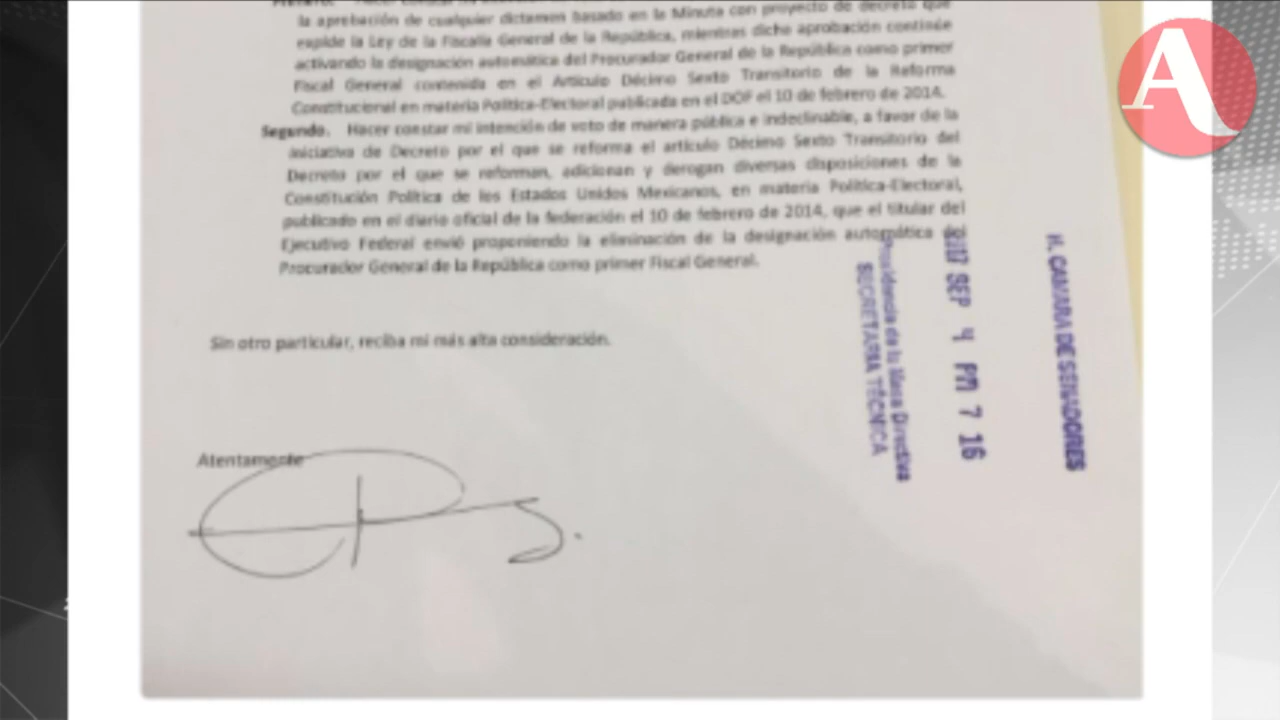 Primero. Hacer constar
la aprobación de cualquier dictamen basado en la Minuta con proyecto de decreto que
expide la Ley de la Fiscalía General de la República, mientras dicha aprobación continúe
activando la designación automática del Procurador General de la República como primer
Fiscal General contenida en el Artículo Décimo Sexto Transitorio de la Reforma
Constitucional en materia Política-Electoral publicada en el DOF el 10 de febrero de 2014.
Segundo. Hacer constar mi intención de voto de manera pública e indeclinable, a favor de la
iniciativa de Decreto por el que se reforma el artículo Décimo Sexto Transitorio del
Decreto por el que se reforman, adicionan y derogan diversas disposiciones de la
Constitución Política de los Estados Unidos Mexicanos, en materia Política-Electoral,
publicado en el diario oficial de la federación el 10 de febrero de 2014, que el titular del
Ejecutivo Federal envió proponiendo la eliminación de la designación automática del
Procurador General de la República como primer Fiscal General.
Sin otro particular, reciba mi más alta consideración.
Atentamente
Presidencia de la Mesa Directiva
SECRETARIA TÉCNICA
SEP 4 PM 7 16
H. CAMARA DE SENADORES
A